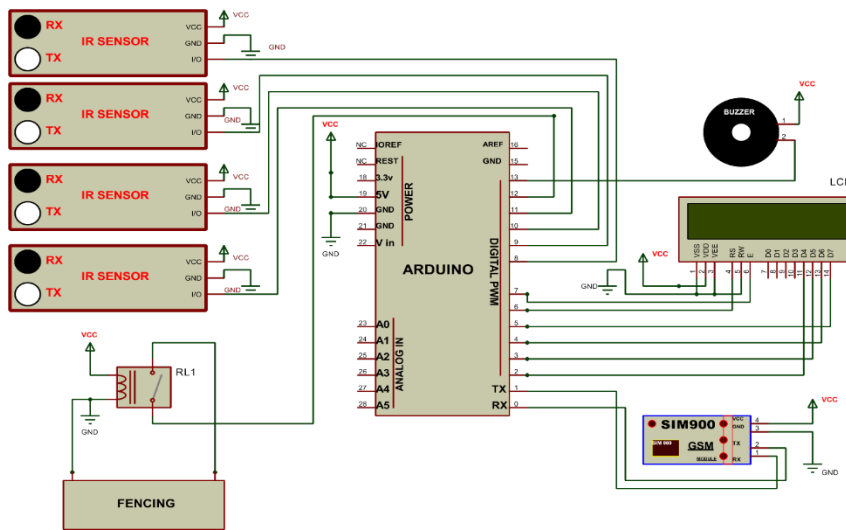 RX
IR SENSOR
TX
VCC
GND
I/O
VCC
GND
RX
IR SENSOR
TX
VCC
GND
I/O
VCC
GND
RX
IR SENSOR
TX
VCC
GND
I/O
VCC
GND
RX
IR SENSOR
TX
VCC
GND
I/O
VCC
GND
VCC
RL1
GND
FENCING
VCC
GND
ARDUINO
POWER
ANALOG IN
DIGITAL PWM
NC IOREF
NC REST
18 3.3v
19 5V
20 GND
21 GND
22 V in
23 A0
24 A1
25 A2
26 A3
27 A4
28 A5
AREF 16
GND 15
13
12
11
10
9
8
7
6
5
4
3
2
TX 1
RX 0
BUZZER
1
2
VCC
LCD
VSS
VDD
VEE
RS
RW
E
D0
D1
D2
D3
D4
D5
D6
D7
1
2
3
4
5
6
7
8
9
10
11
12
13
14
VCC
GND
SIM900
SIM 900
GSM
MODULE
VCC
GND
TX
RX
4
3
2
1
VCC
GND